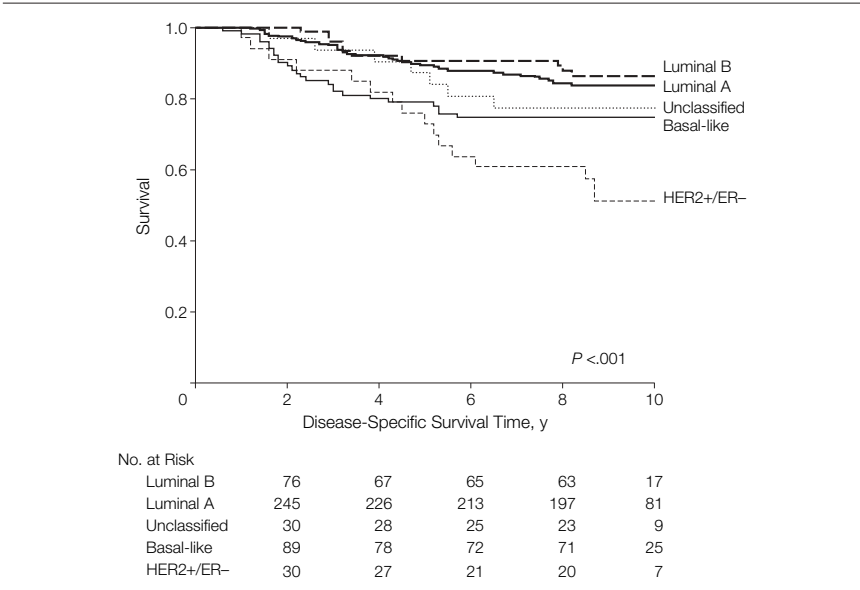 1.0
0.8
0.6
0.4
0.2
Survival
Luminal B
Luminal A
Unclassified
Basal-like
HER2+/ER–
P <.001
0 2 4 6 8 10
Disease-Specific Survival Time, y
No. at Risk
Luminal B 76 67 65 63 17
Luminal A 245 226 213 197 81
Unclassified 30 28 25 23 9
Basal-like 89 78 72 71 25
HER2+/ER– 30 27 21 20 7